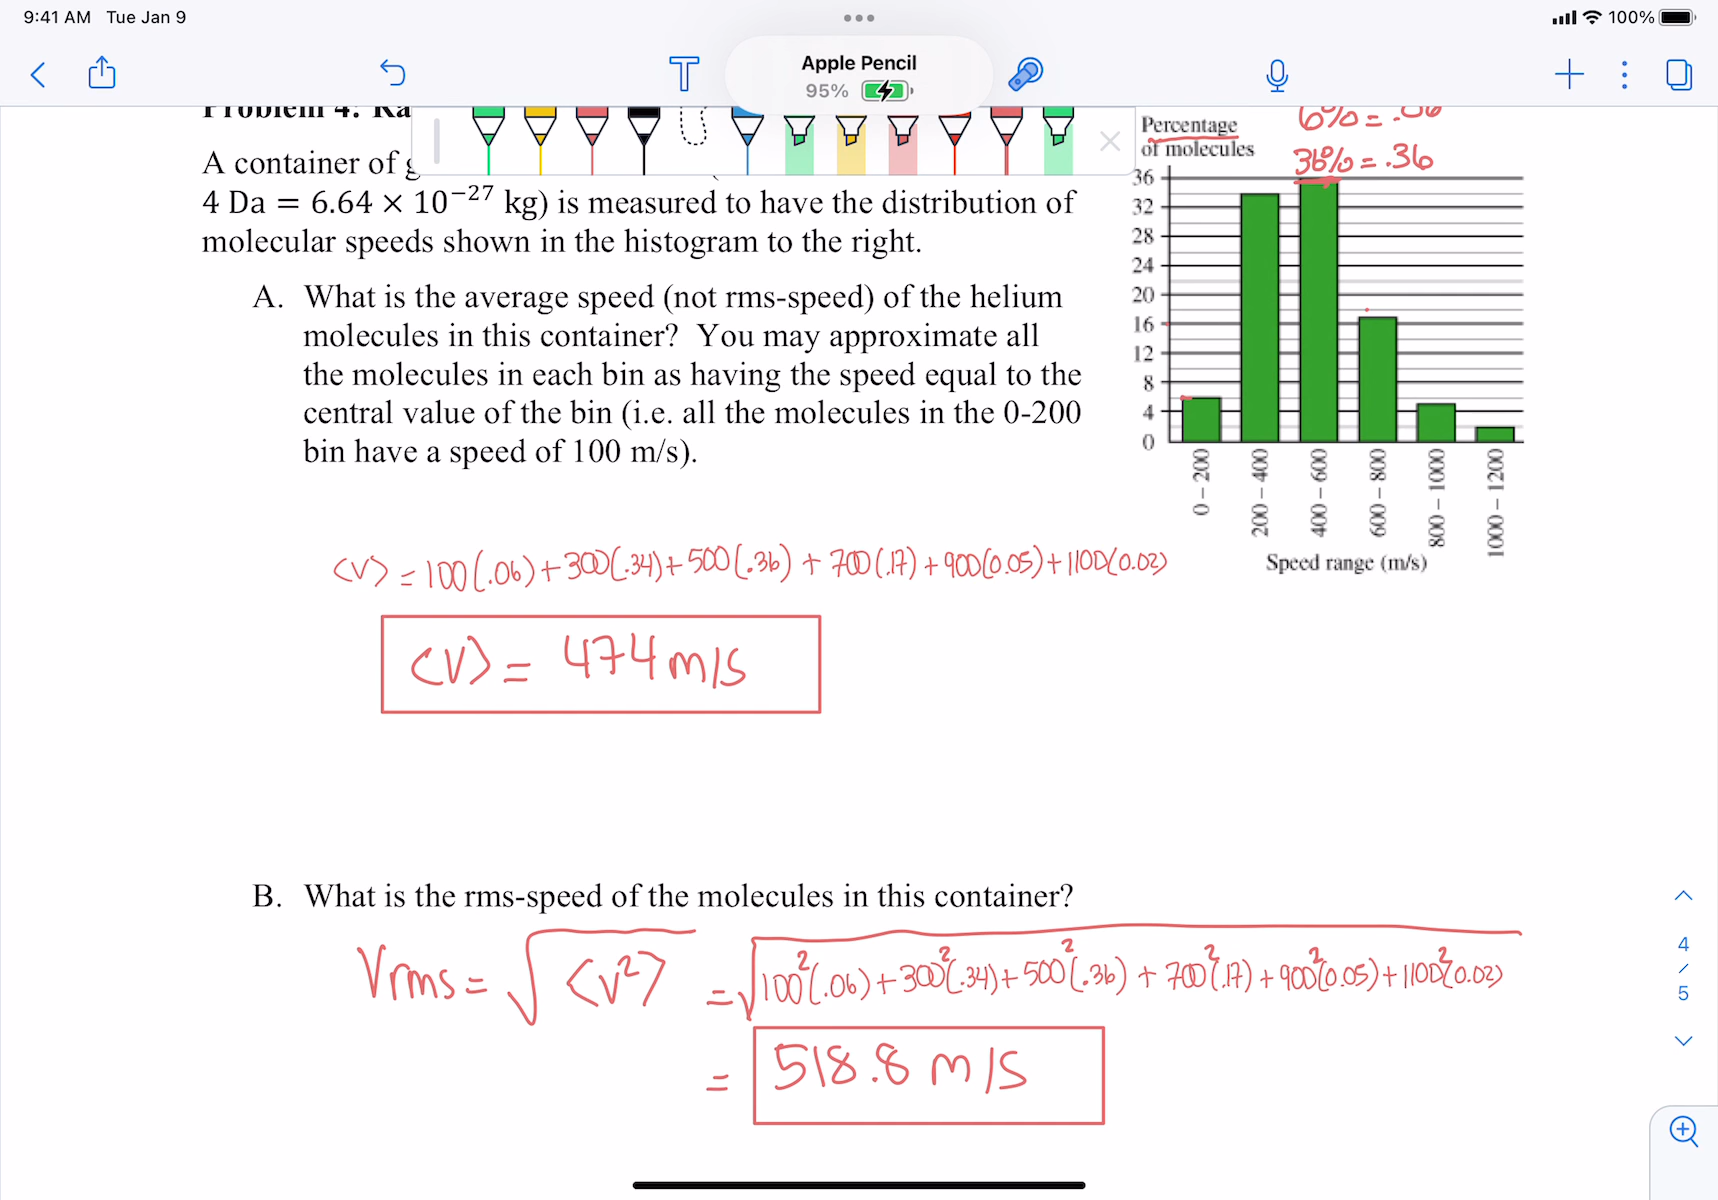 9:41 AM Tue Jan 9
100%
T
Apple Pencil
95%
Problem 4: Ra
A container of g
4 Da = 6.64 × 10⁻²⁷ kg) is measured to have the distribution of
molecular speeds shown in the histogram to the right.
A. What is the average speed (not rms-speed) of the helium
molecules in this container? You may approximate all
the molecules in each bin as having the speed equal to the
central value of the bin (i.e. all the molecules in the 0-200
bin have a speed of 100 m/s).
6% = .06
Percentage
of molecules
36% = .36
36
32
28
24
20
16
12
8
4
0
0 – 200
200 – 400
400 – 600
600 – 800
800 – 1000
1000 – 1200
Speed range (m/s)
⟨V⟩ = 100(.06) + 300(.34) + 500(.36) + 700(.17) + 900(0.05) + 1100(0.02)
⟨V⟩ = 474 m/s
B. What is the rms-speed of the molecules in this container?
Vrms = √⟨v²⟩ = √100²(.06) + 300²(.34) + 500²(.36) + 700²(.17) + 900²(0.05) + 1100²(0.02)
= 518.8 m/s
4
/
5